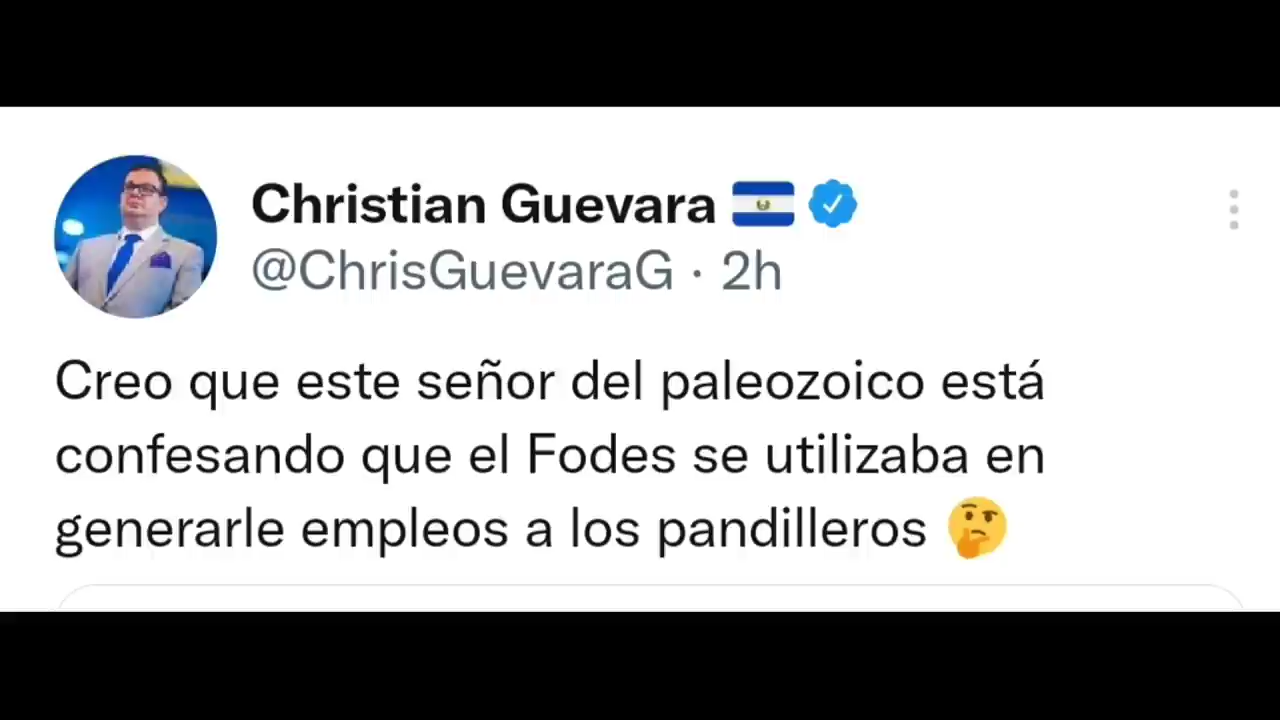 Christian Guevara 🇸🇻
@ChrisGuevaraG · 2h
Creo que este señor del paleozoico está
confesando que el Fodes se utilizaba en
generarle empleos a los pandilleros 🤔